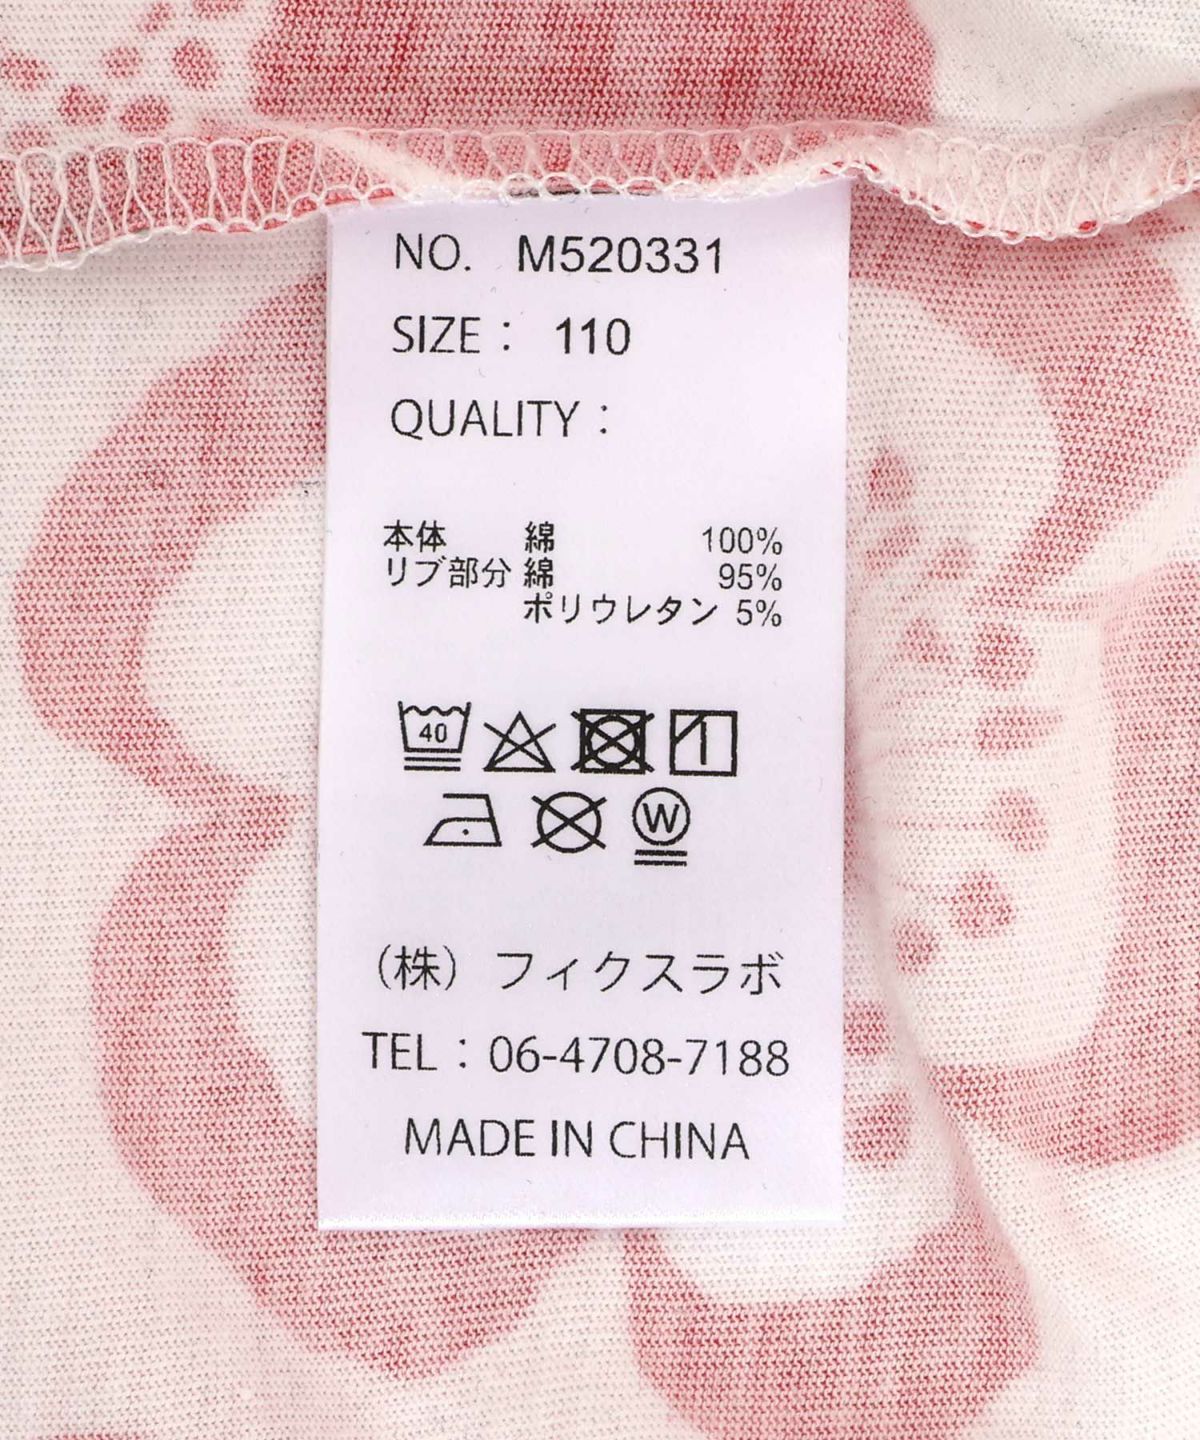 NO. M520331
SIZE： 110
QUALITY：
本体 綿 100%
リブ部分 綿 95%
ポリウレタン 5%
40
W
（株）フィクスラボ
TEL：06-4708-7188
MADE IN CHINA